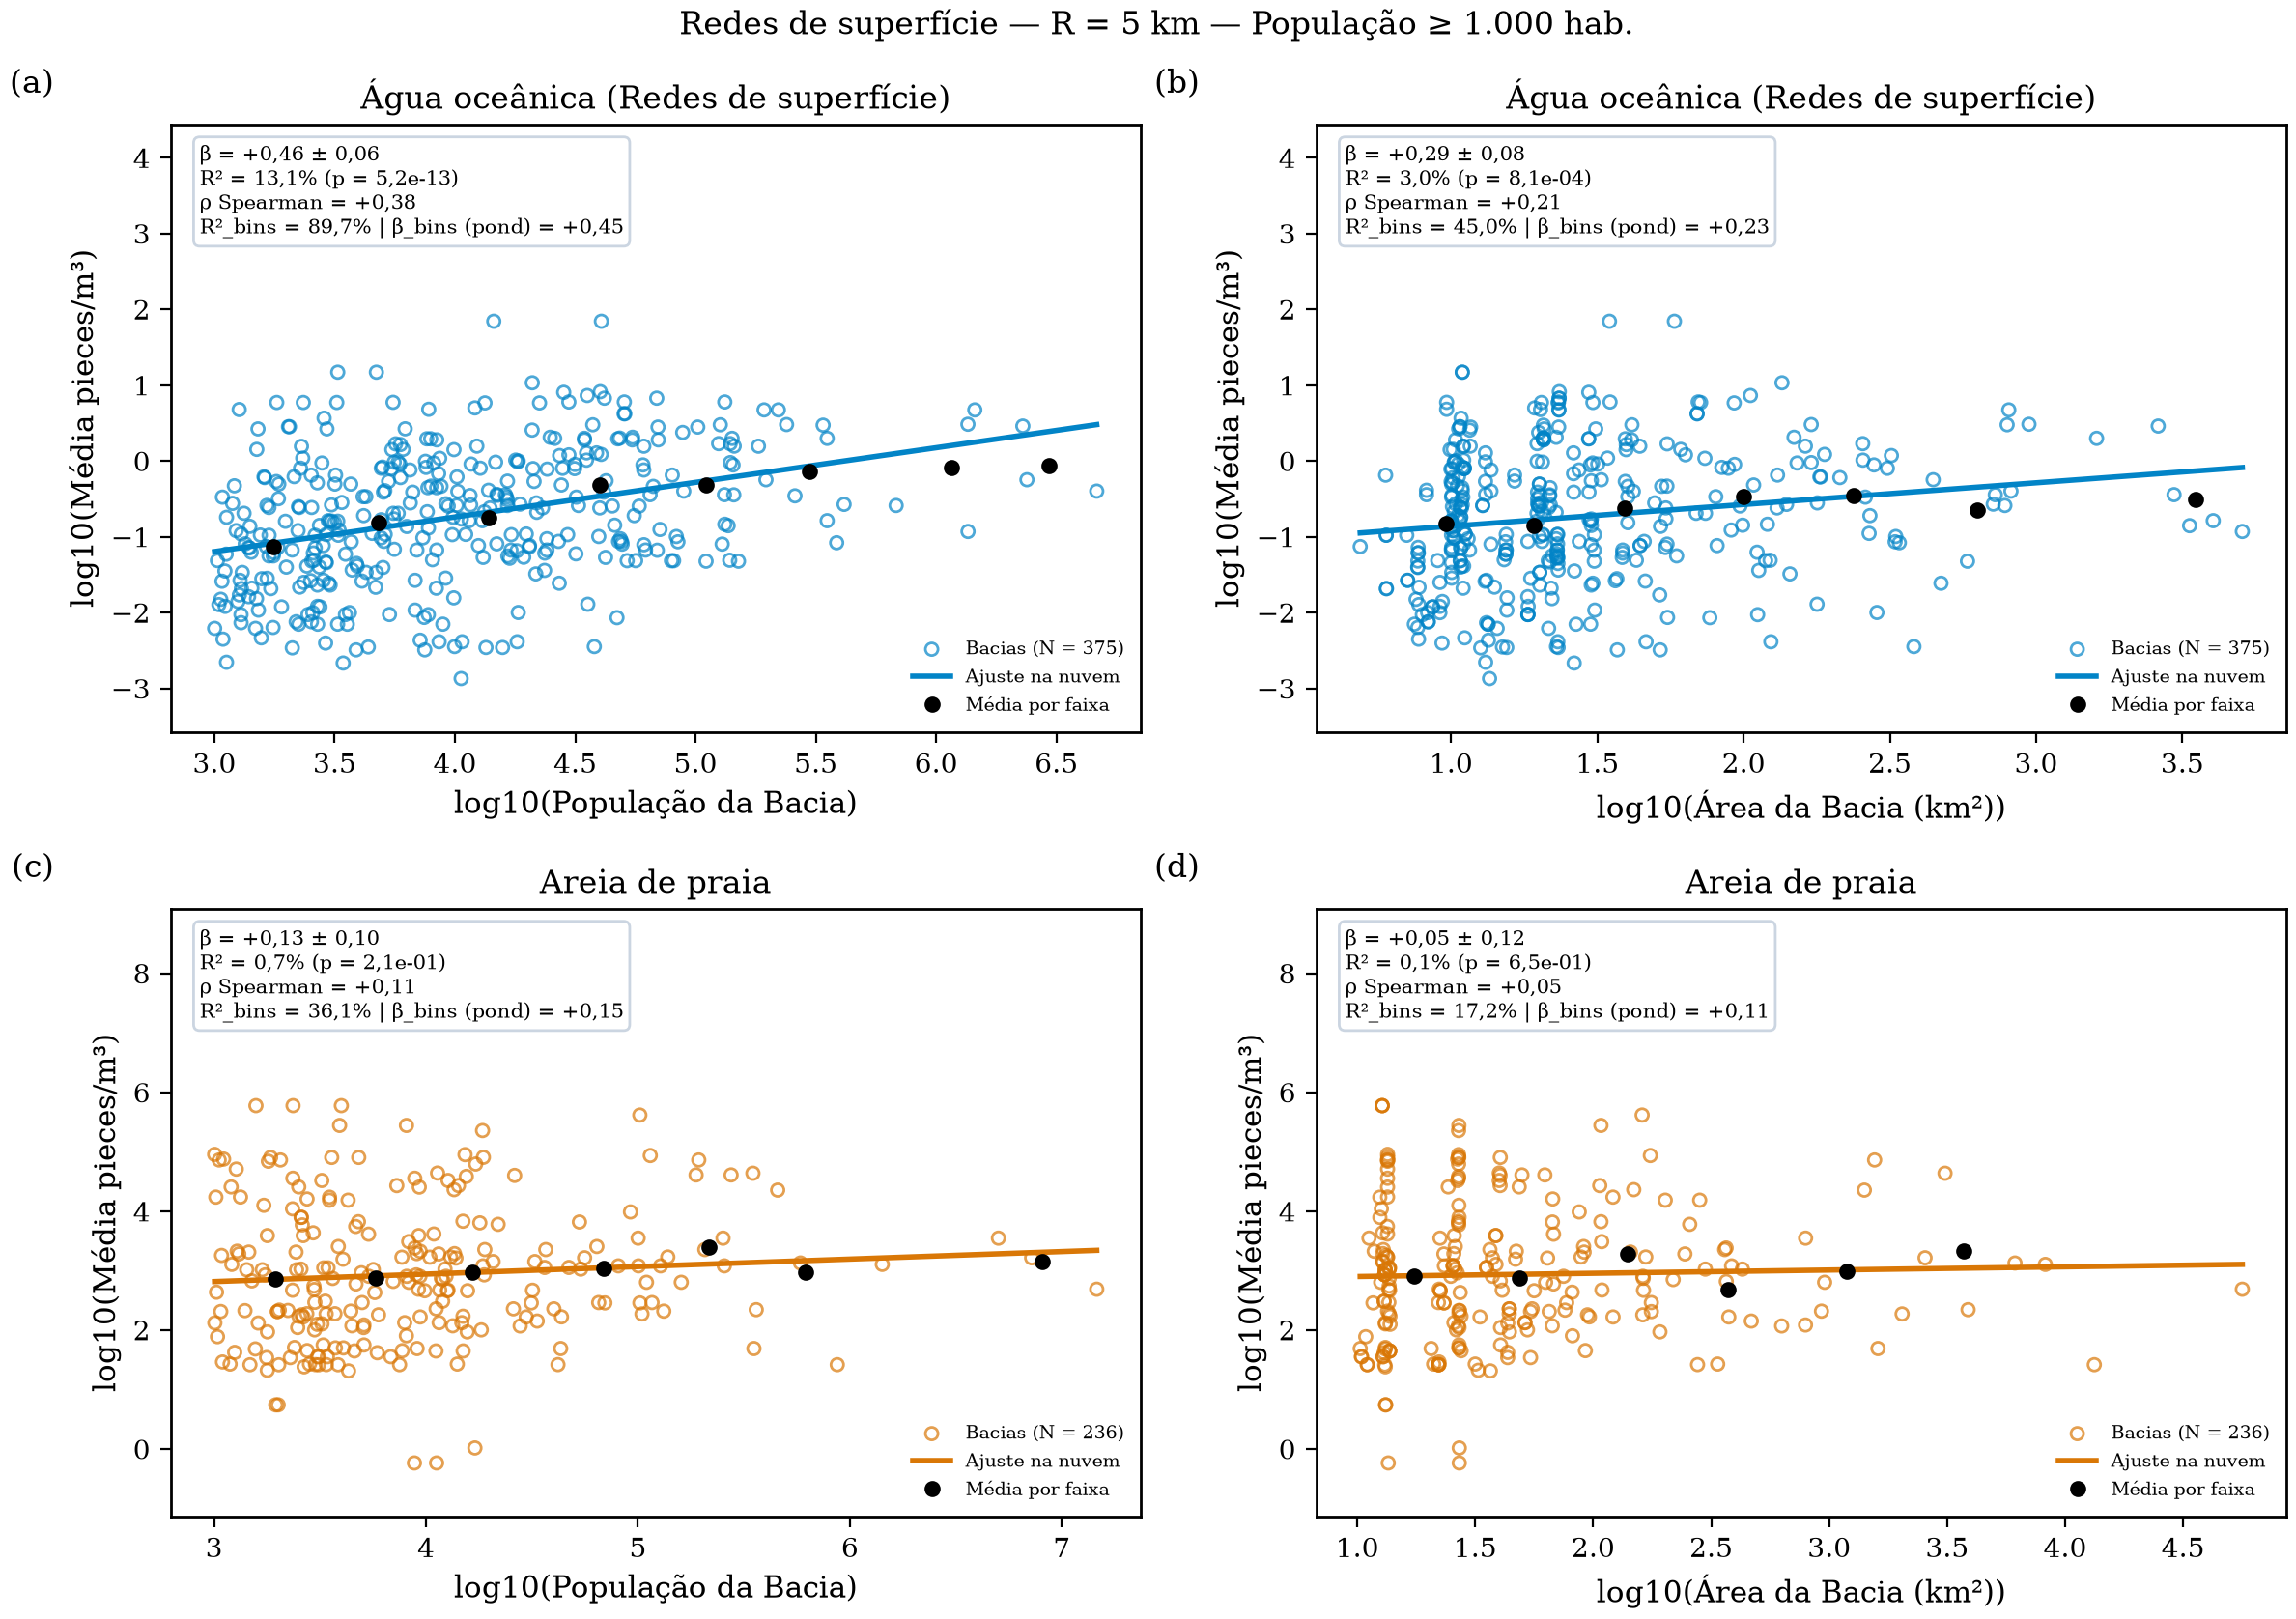 Redes de superfície — R = 5 km — População ≥ 1.000 hab.
(a)
Água oceânica (Redes de superfície)
β = +0,46 ± 0,06
R² = 13,1% (p = 5,2e-13)
ρ Spearman = +0,38
R²_bins = 89,7% | β_bins (pond) = +0,45
4
3
2
1
0
−1
−2
−3
log10(Média pieces/m³)
Bacias (N = 375)
Ajuste na nuvem
Média por faixa
3.0 3.5 4.0 4.5 5.0 5.5 6.0 6.5
log10(População da Bacia)
(b)
Água oceânica (Redes de superfície)
β = +0,29 ± 0,08
R² = 3,0% (p = 8,1e-04)
ρ Spearman = +0,21
R²_bins = 45,0% | β_bins (pond) = +0,23
4
3
2
1
0
−1
−2
−3
log10(Média pieces/m³)
Bacias (N = 375)
Ajuste na nuvem
Média por faixa
1.0 1.5 2.0 2.5 3.0 3.5
log10(Área da Bacia (km²))
(c)
Areia de praia
β = +0,13 ± 0,10
R² = 0,7% (p = 2,1e-01)
ρ Spearman = +0,11
R²_bins = 36,1% | β_bins (pond) = +0,15
8
6
4
2
0
log10(Média pieces/m³)
Bacias (N = 236)
Ajuste na nuvem
Média por faixa
3 4 5 6 7
log10(População da Bacia)
(d)
Areia de praia
β = +0,05 ± 0,12
R² = 0,1% (p = 6,5e-01)
ρ Spearman = +0,05
R²_bins = 17,2% | β_bins (pond) = +0,11
8
6
4
2
0
log10(Média pieces/m³)
Bacias (N = 236)
Ajuste na nuvem
Média por faixa
1.0 1.5 2.0 2.5 3.0 3.5 4.0 4.5
log10(Área da Bacia (km²))